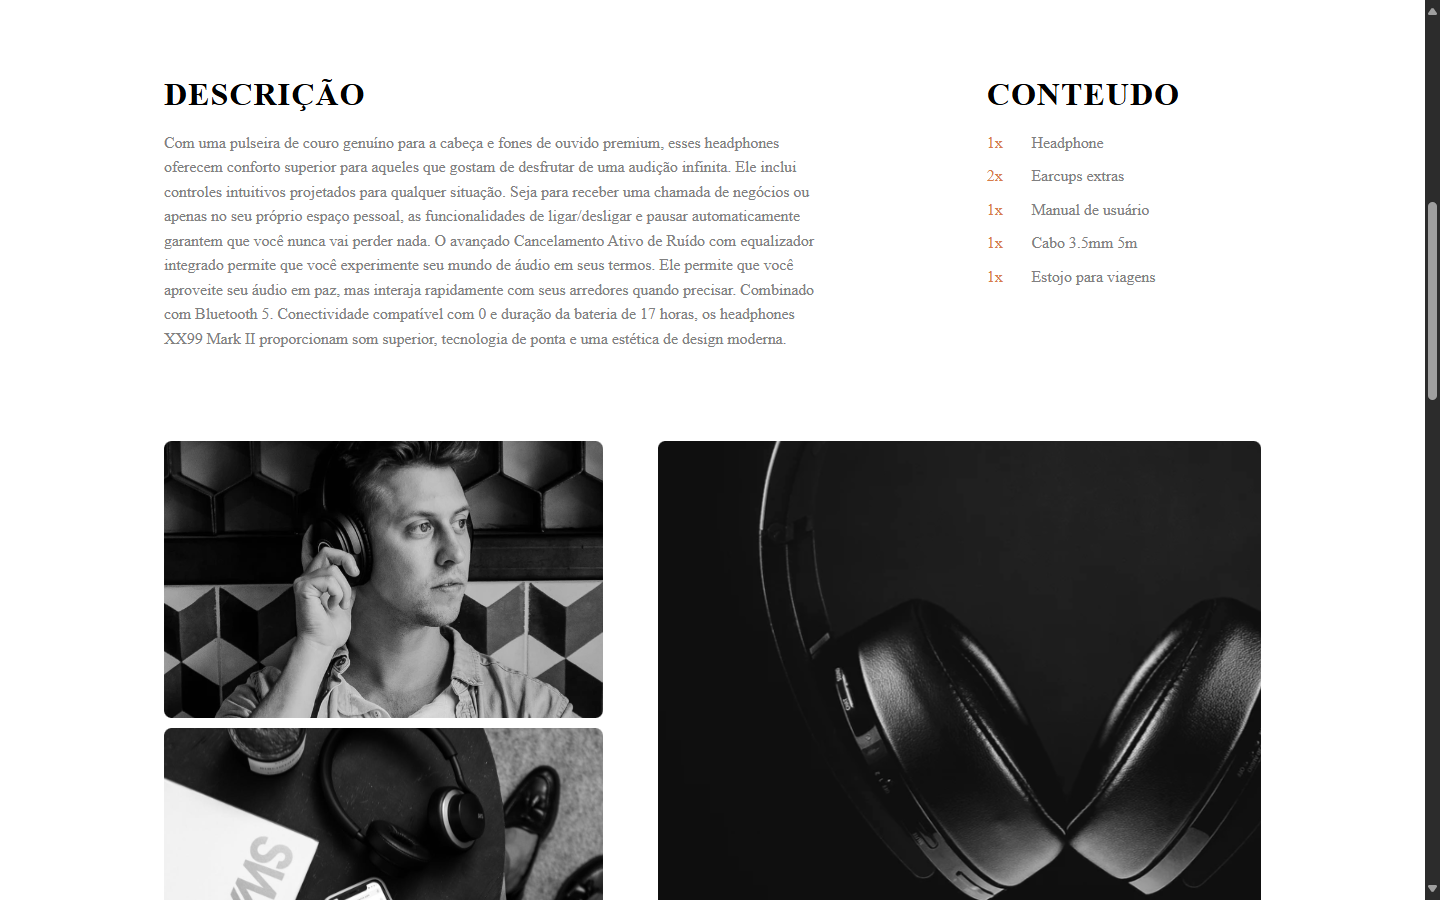 DESCRIÇÃO
Com uma pulseira de couro genuíno para a cabeça e fones de ouvido premium, esses headphones
oferecem conforto superior para aqueles que gostam de desfrutar de uma audição infinita. Ele inclui
controles intuitivos projetados para qualquer situação. Seja para receber uma chamada de negócios ou
apenas no seu próprio espaço pessoal, as funcionalidades de ligar/desligar e pausar automaticamente
garantem que você nunca vai perder nada. O avançado Cancelamento Ativo de Ruído com equalizador
integrado permite que você experimente seu mundo de áudio em seus termos. Ele permite que você
aproveite seu áudio em paz, mas interaja rapidamente com seus arredores quando precisar. Combinado
com Bluetooth 5. Conectividade compatível com 0 e duração da bateria de 17 horas, os headphones
XX99 Mark II proporcionam som superior, tecnologia de ponta e uma estética de design moderna.
CONTEUDO
1x Headphone
2x Earcups extras
1x Manual de usuário
1x Cabo 3.5mm 5m
1x Estojo para viagens